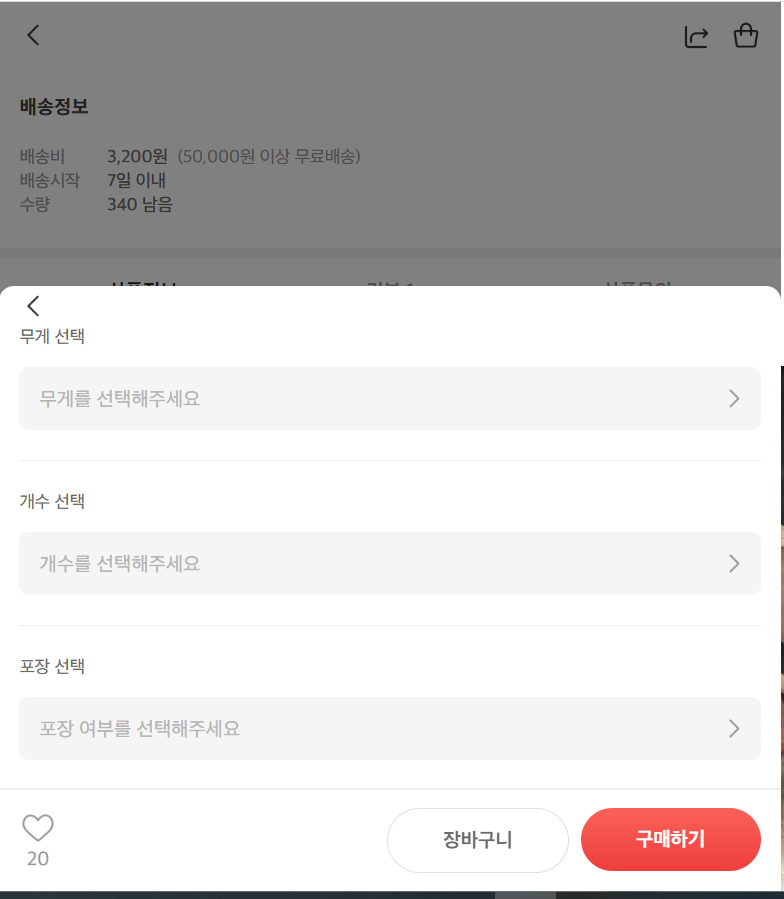 배송정보
배송비 3,200원 (50,000원 이상 무료배송)
배송시작 7일 이내
수량 340 남음
무게 선택
무게를 선택해주세요
개수 선택
개수를 선택해주세요
포장 선택
포장 여부를 선택해주세요
20
장바구니
구매하기